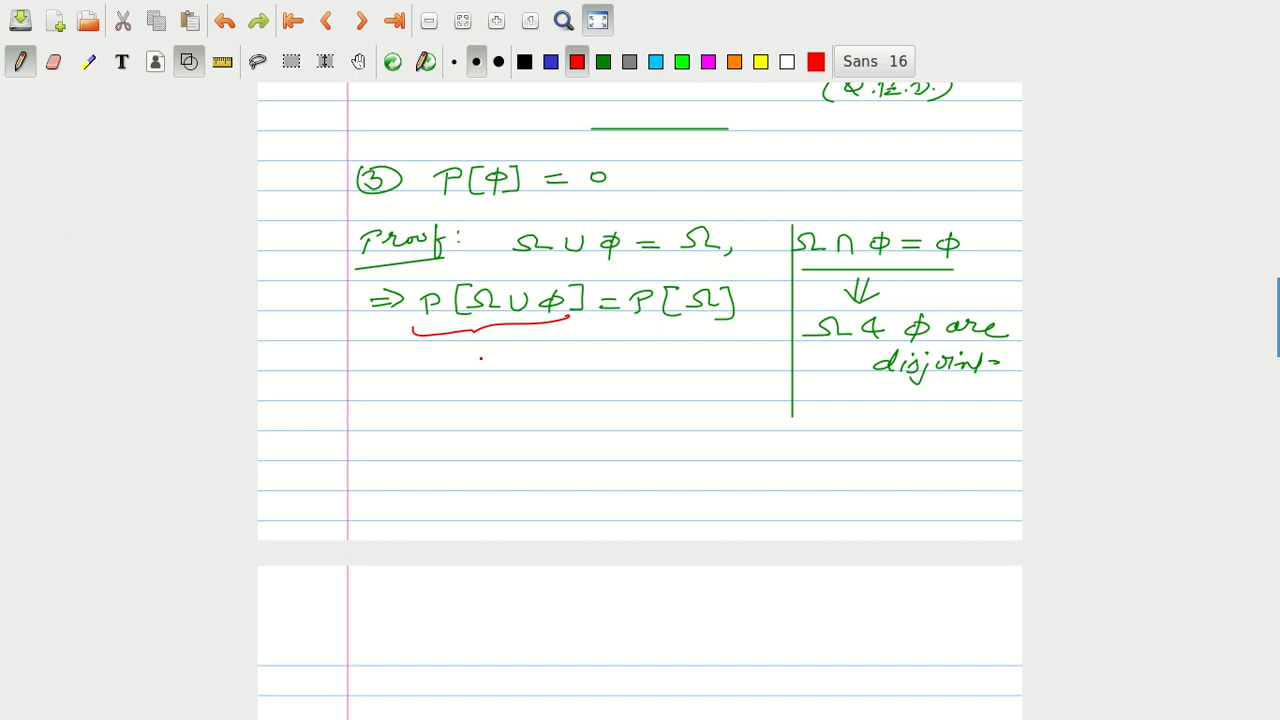 Sans 16
(Q.E.D.)
③ P[ϕ] = 0
Proof: Ω ∪ ϕ = Ω,
⇒ P[Ω ∪ ϕ] = P[Ω]
Ω ∩ ϕ = ϕ
⇓
Ω & ϕ are
disjoint